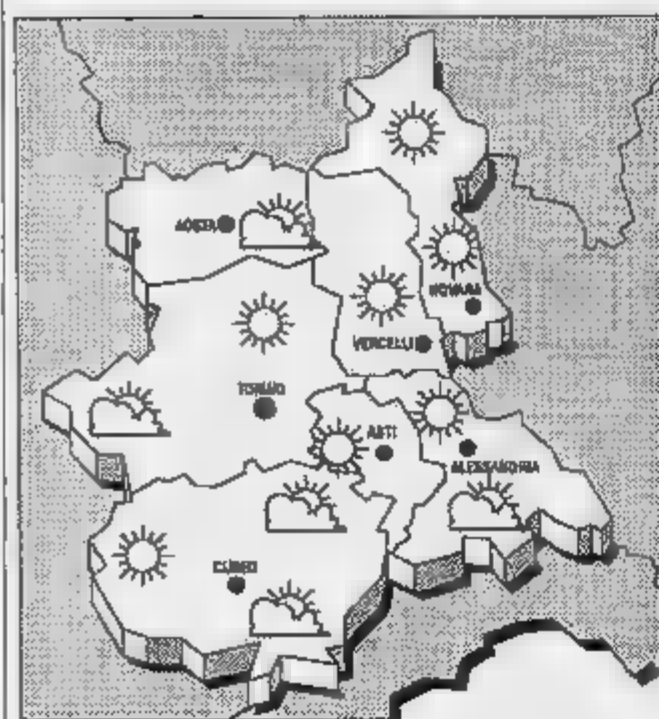 AOSTA
NOVARA
VERCELLI
TORINO
ASTI
ALESSANDRIA
CUNEO